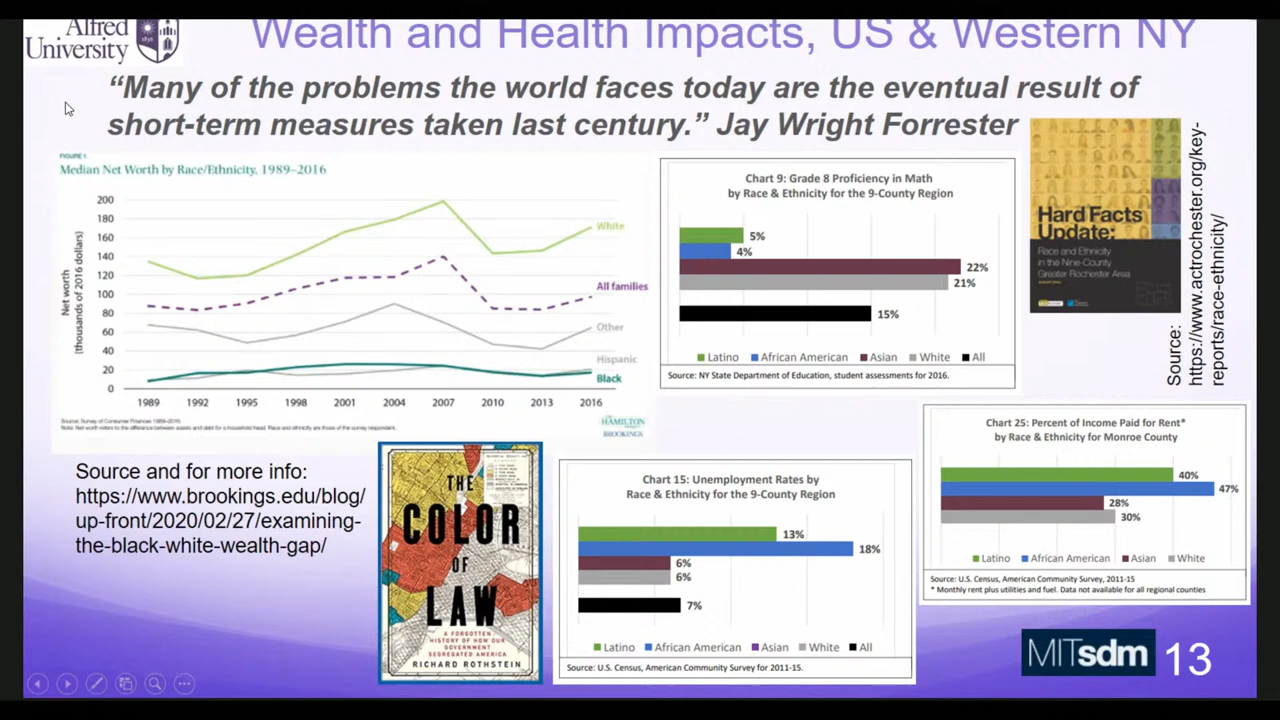 Alfred
University
Wealth and Health Impacts, US & Western NY
“Many of the problems the world faces today are the eventual result of
short-term measures taken last century.” Jay Wright Forrester
FIGURE 1.
Median Net Worth by Race/Ethnicity, 1989–2016
Net worth
(thousands of 2016 dollars)
200
180
160
140
120
100
80
60
40
20
0
White
All families
Other
Hispanic
Black
1989 1992 1995 1998 2001 2004 2007 2010 2013 2016
Source: Survey of Consumer Finances 1989–2016.
Note: Net worth refers to the difference between assets and debt for a household head. Race and ethnicity are those of the survey respondent.
HAMILTON
BROOKINGS
Chart 9: Grade 8 Proficiency in Math
by Race & Ethnicity for the 9-County Region
5%
4%
22%
21%
15%
Latino African American Asian White All
Source: NY State Department of Education, student assessments for 2016.
Hard Facts
Update:
Race and Ethnicity
in the Nine-County
Greater Rochester Area
Source:
https://www.actrochester.org/key-
reports/race-ethnicity/
Source and for more info:
https://www.brookings.edu/blog/
up-front/2020/02/27/examining-
the-black-white-wealth-gap/
THE
COLOR
OF
LAW
A FORGOTTEN
HISTORY OF HOW OUR
GOVERNMENT
SEGREGATED AMERICA
RICHARD ROTHSTEIN
Chart 15: Unemployment Rates by
Race & Ethnicity for the 9-County Region
13%
18%
6%
6%
7%
Latino African American Asian White All
Source: U.S. Census, American Community Survey for 2011-15.
Chart 25: Percent of Income Paid for Rent*
by Race & Ethnicity for Monroe County
40%
47%
28%
30%
Latino African American Asian White
Source: U.S. Census, American Community Survey, 2011-15
* Monthly rent plus utilities and fuel. Data not available for all regional counties
MITsdm
13